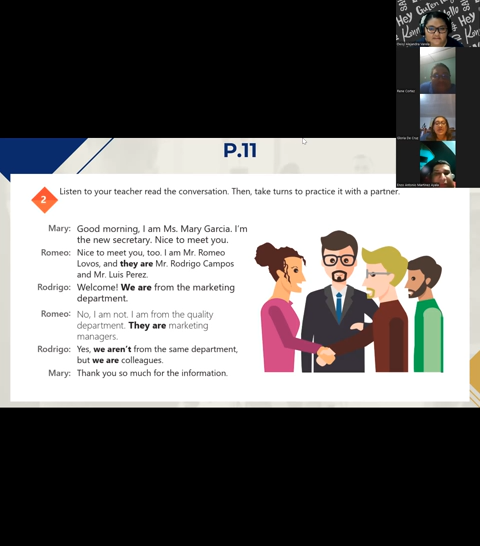 P.11
2
Listen to your teacher read the conversation. Then, take turns to practice it with a partner.
Mary: Good morning, I am Ms. Mary Garcia. I'm
the new secretary. Nice to meet you.
Romeo: Nice to meet you, too. I am Mr. Romeo
Lovos, and they are Mr. Rodrigo Campos
and Mr. Luis Perez.
Rodrigo: Welcome! We are from the marketing
department.
Romeo: No, I am not. I am from the quality
department. They are marketing
managers.
Rodrigo: Yes, we aren't from the same department,
but we are colleagues.
Mary: Thank you so much for the information.
Hey
Guten
Hello
Hey